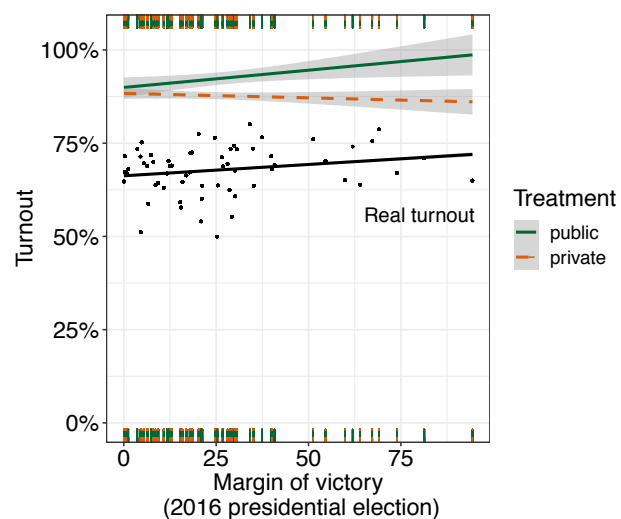 100%
75%
50%
25%
0%
Turnout
Real turnout
0
25
50
75
Margin of victory
(2016 presidential election)
Treatment
public
private